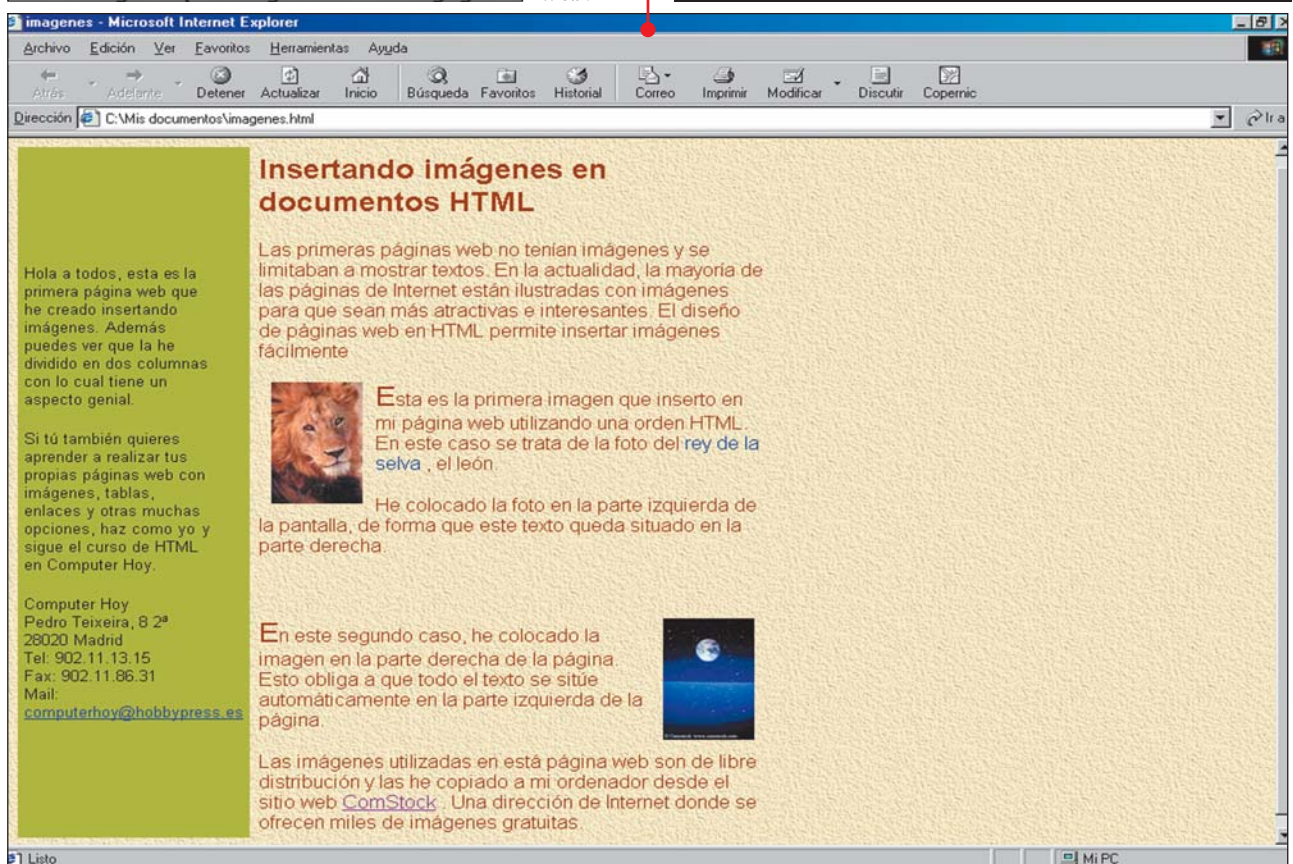 imagenes - Microsoft Internet Explorer
Archivo Edición Ver Favoritos Herramientas Ayuda
Atrás Adelante Detener Actualizar Inicio Búsqueda Favoritos Historial Correo Imprimir Modificar Discutir Copernic
Dirección C:\Mis documentos\imagenes.html Ir a
Hola a todos, esta es la
primera página web que
he creado insertando
imágenes. Además
puedes ver que la he
dividido en dos columnas
con lo cual tiene un
aspecto genial.
Si tú también quieres
aprender a realizar tus
propias páginas web con
imágenes, tablas,
enlaces y otras muchas
opciones, haz como yo y
sigue el curso de HTML
en Computer Hoy.
Computer Hoy
Pedro Teixeira, 8 2ª
28020 Madrid
Tel: 902.11.13.15
Fax: 902.11.86.31
Mail:
computerhoy@hobbypress.es
Insertando imágenes en
documentos HTML
Las primeras páginas web no tenían imágenes y se
limitaban a mostrar textos. En la actualidad, la mayoría de
las páginas de Internet están ilustradas con imágenes
para que sean más atractivas e interesantes. El diseño
de páginas web en HTML permite insertar imágenes
fácilmente
Esta es la primera imagen que inserto en
mi página web utilizando una orden HTML.
En este caso se trata de la foto del rey de la
selva , el león.
He colocado la foto en la parte izquierda de
la pantalla, de forma que este texto queda situado en la
parte derecha.
En este segundo caso, he colocado la
imagen en la parte derecha de la página.
Esto obliga a que todo el texto se sitúe
automáticamente en la parte izquierda de la
página.
Las imágenes utilizadas en está página web son de libre
distribución y las he copiado a mi ordenador desde el
sitio web ComStock . Una dirección de Internet donde se
ofrecen miles de imágenes gratuitas.
Listo Mi PC